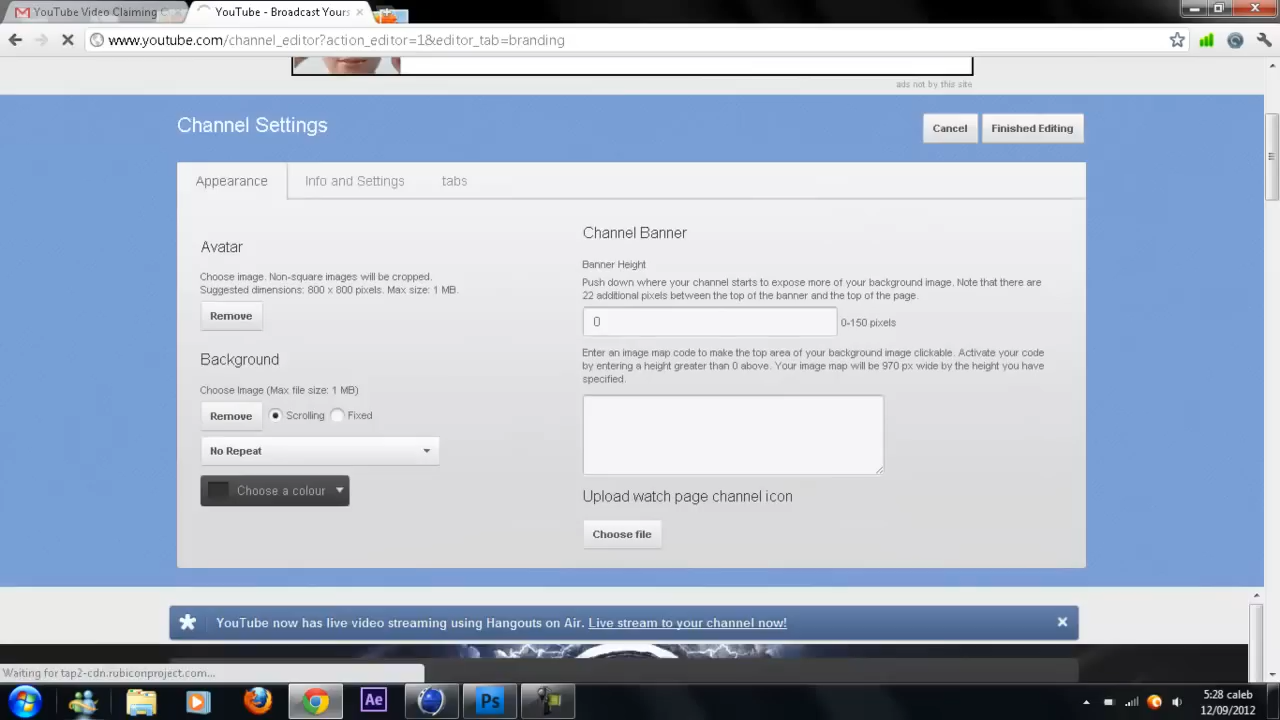 YouTube Video Claiming
YouTube - Broadcast Yours
www.youtube.com/channel_editor?action_editor=1&editor_tab=branding
ads not by this site
Channel Settings
Cancel
Finished Editing
Appearance
Info and Settings
tabs
Avatar
Choose image. Non-square images will be cropped.
Suggested dimensions: 800 x 800 pixels. Max size: 1 MB.
Remove
Background
Choose Image (Max file size: 1 MB)
Remove
Scrolling
Fixed
No Repeat
Choose a colour
Channel Banner
Banner Height
Push down where your channel starts to expose more of your background image. Note that there are
22 additional pixels between the top of the banner and the top of the page.
0
0-150 pixels
Enter an image map code to make the top area of your background image clickable. Activate your code
by entering a height greater than 0 above. Your image map will be 970 px wide by the height you have
specified.
Upload watch page channel icon
Choose file
YouTube now has live video streaming using Hangouts on Air. Live stream to your channel now!
Waiting for tap2-cdn.rubiconproject.com...
Ae
Ps
5:28 caleb
12/09/2012